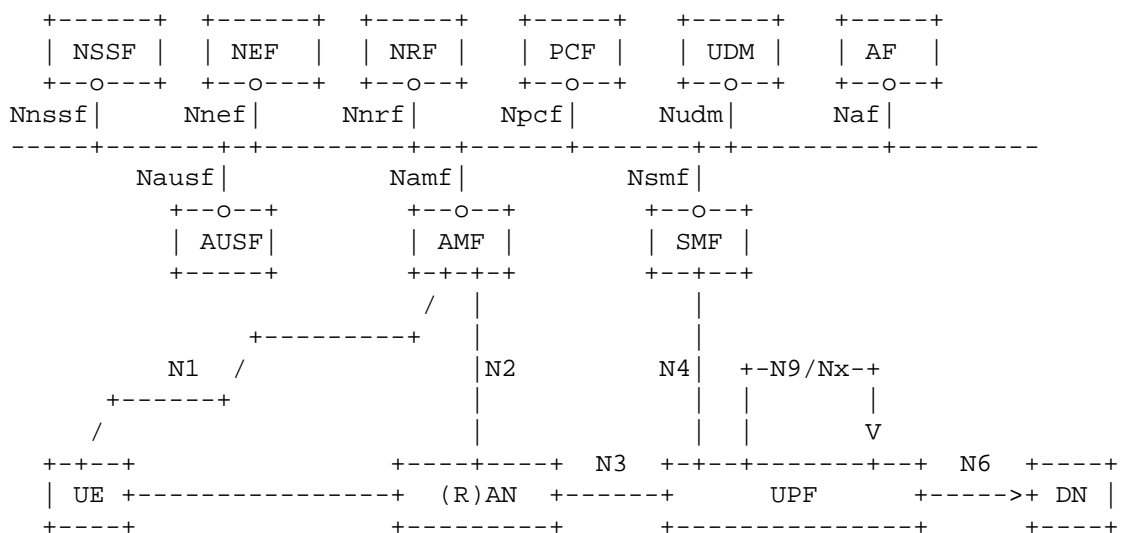 NSSF NEF NRF PCF UDM AF
Nnssf Nnef Nnrf Npcf Nudm Naf
Nausf Namf Nsmf
AUSF AMF SMF
N1 N2 N4 N9/Nx
V
N3 N6
UE (R)AN UPF DN